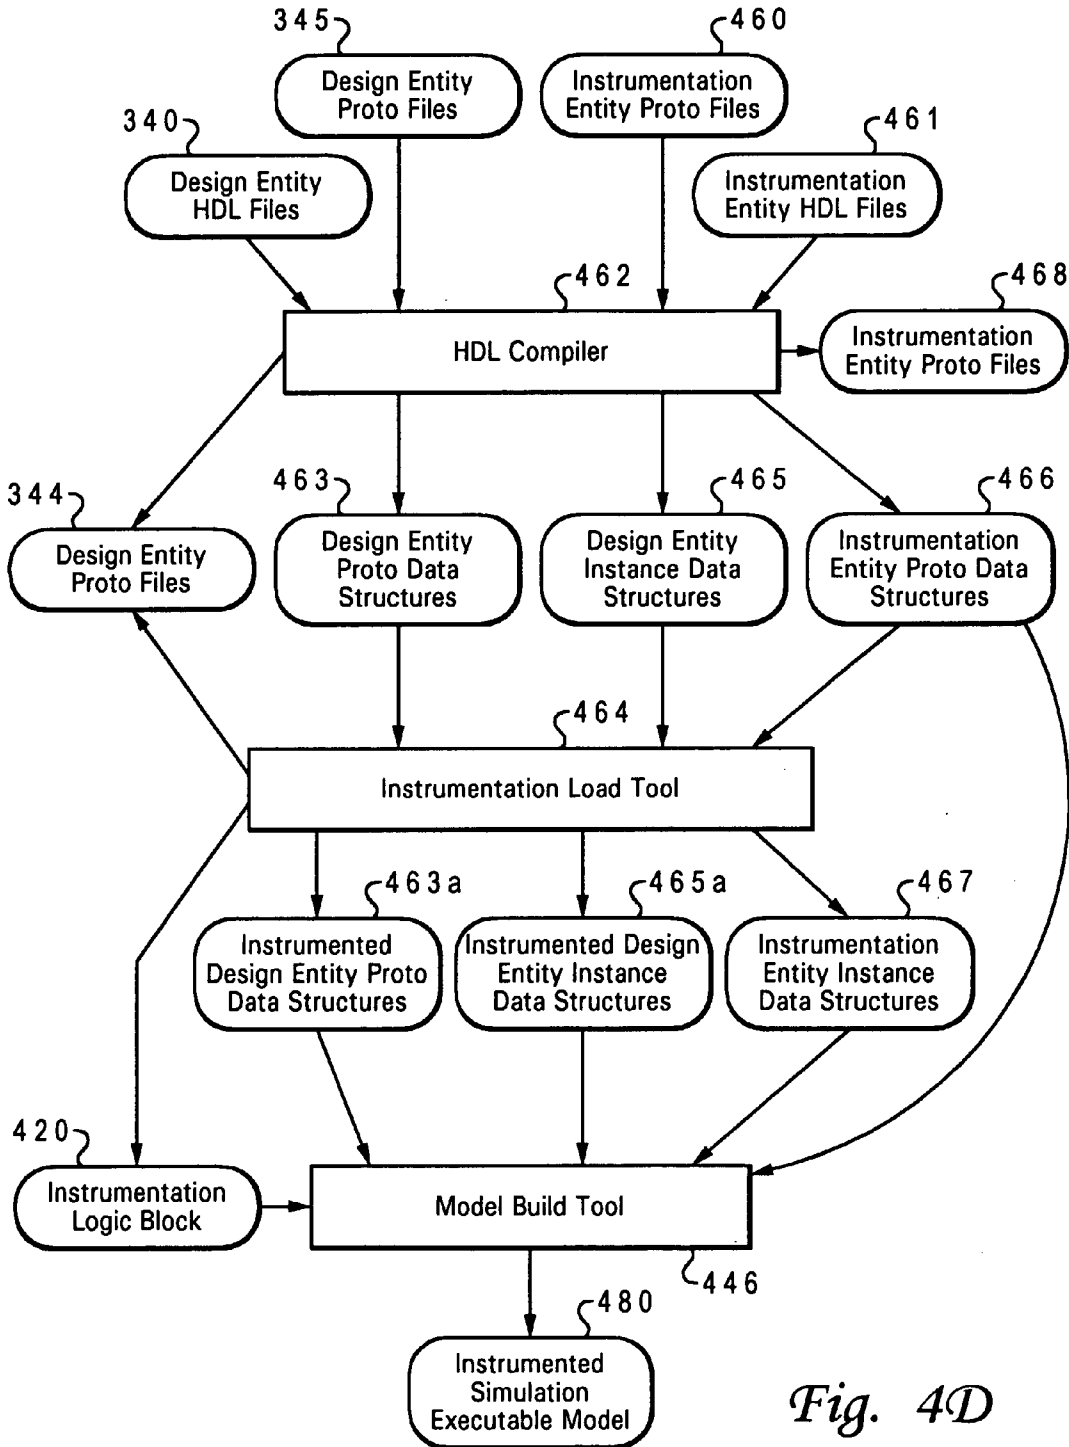 345
460
Design Entity
Proto Files
Instrumentation
Entity Proto Files
340
461
Design Entity
HDL Files
Instrumentation
Entity HDL Files
462
468
HDL Compiler
Instrumentation
Entity Proto Files
344
463
465
466
Design Entity
Proto Files
Design Entity
Proto Data
Structures
Design Entity
Instance Data
Structures
Instrumentation
Entity Proto Data
Structures
464
Instrumentation Load Tool
463a
465a
467
Instrumented
Design Entity Proto
Data Structures
Instrumented Design
Entity Instance
Data Structures
Instrumentation
Entity Instance
Data Structures
420
Instrumentation
Logic Block
Model Build Tool
446
480
Instrumented
Simulation
Executable Model
Fig. 4D